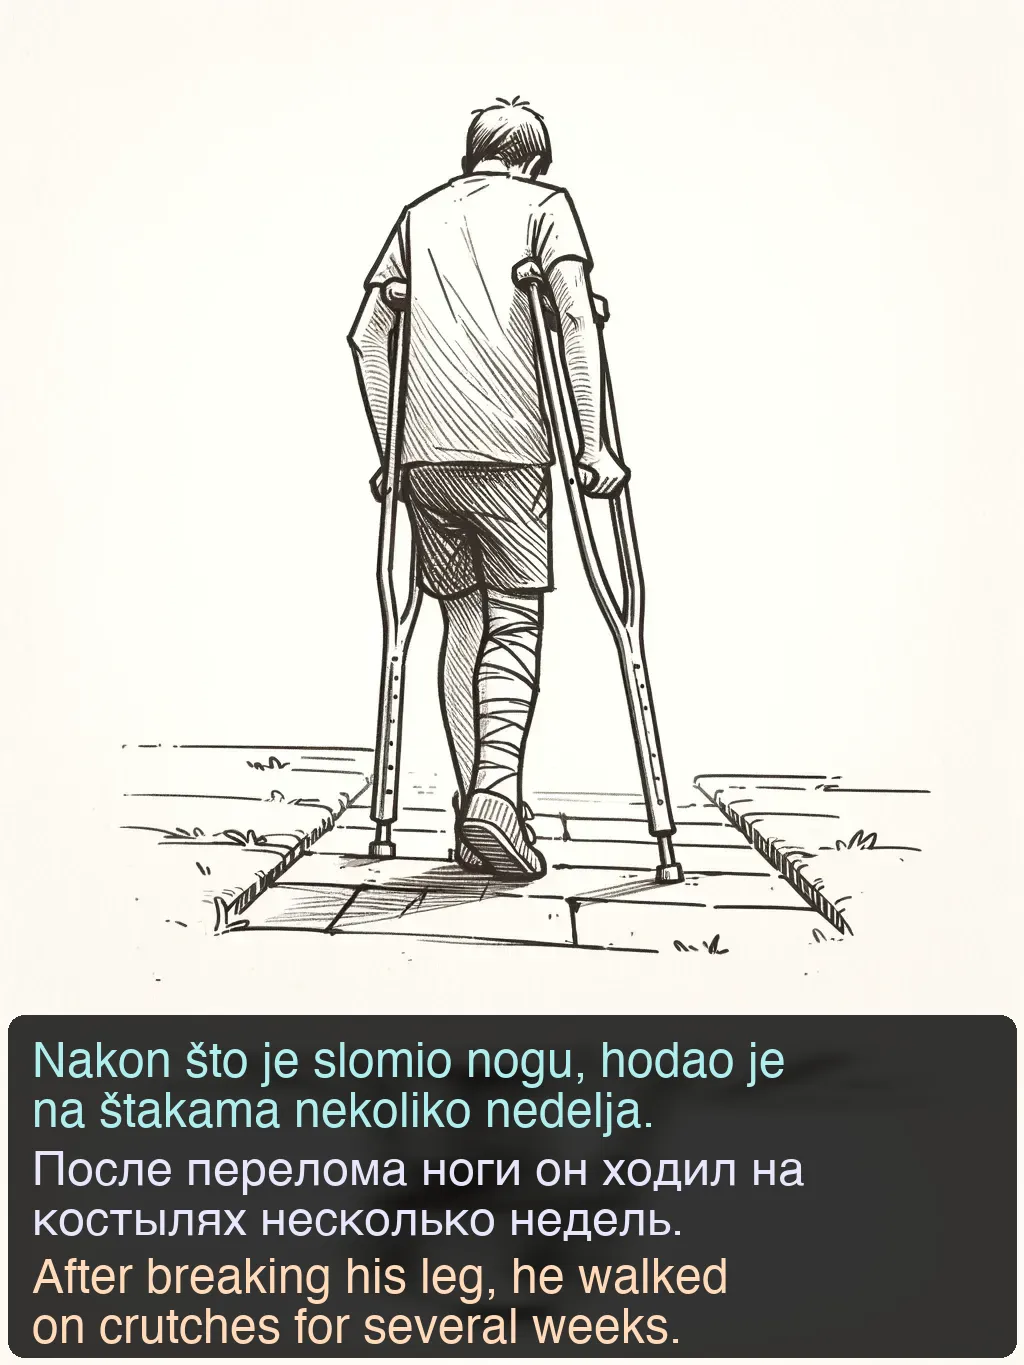 Nakon što je slomio nogu, hodao je
na štakama nekoliko nedelja.
После перелома ноги он ходил на
костылях несколько недель.
After breaking his leg, he walked
on crutches for several weeks.